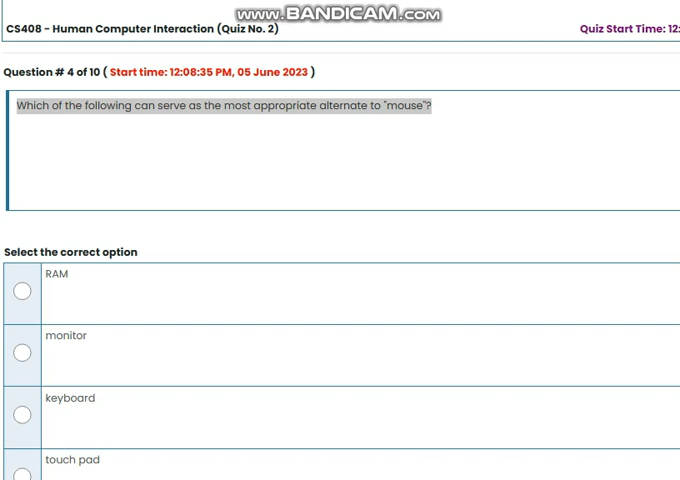 www.BANDICAM.com
CS408 - Human Computer Interaction (Quiz No. 2)
Quiz Start Time: 12:
Question # 4 of 10 ( Start time: 12:08:35 PM, 05 June 2023 )
Which of the following can serve as the most appropriate alternate to "mouse"?
Select the correct option
RAM
monitor
keyboard
touch pad